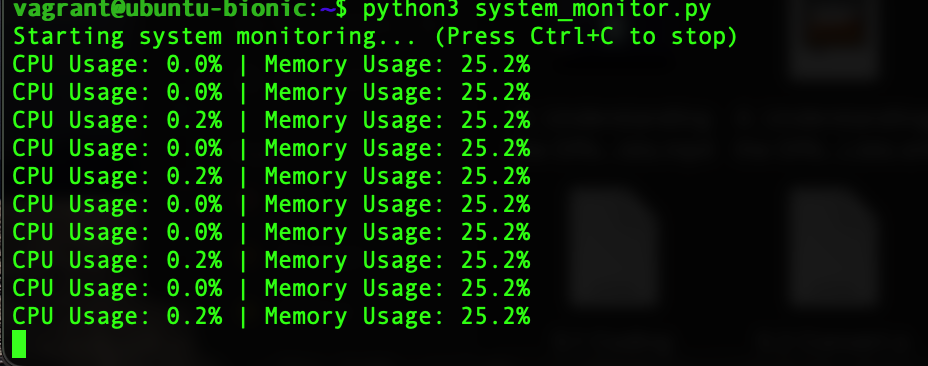 vagrant@ubuntu-bionic:~$ python3 system_monitor.py
Starting system monitoring... (Press Ctrl+C to stop)
CPU Usage: 0.0% | Memory Usage: 25.2%
CPU Usage: 0.0% | Memory Usage: 25.2%
CPU Usage: 0.2% | Memory Usage: 25.2%
CPU Usage: 0.0% | Memory Usage: 25.2%
CPU Usage: 0.2% | Memory Usage: 25.2%
CPU Usage: 0.0% | Memory Usage: 25.2%
CPU Usage: 0.0% | Memory Usage: 25.2%
CPU Usage: 0.2% | Memory Usage: 25.2%
CPU Usage: 0.0% | Memory Usage: 25.2%
CPU Usage: 0.2% | Memory Usage: 25.2%